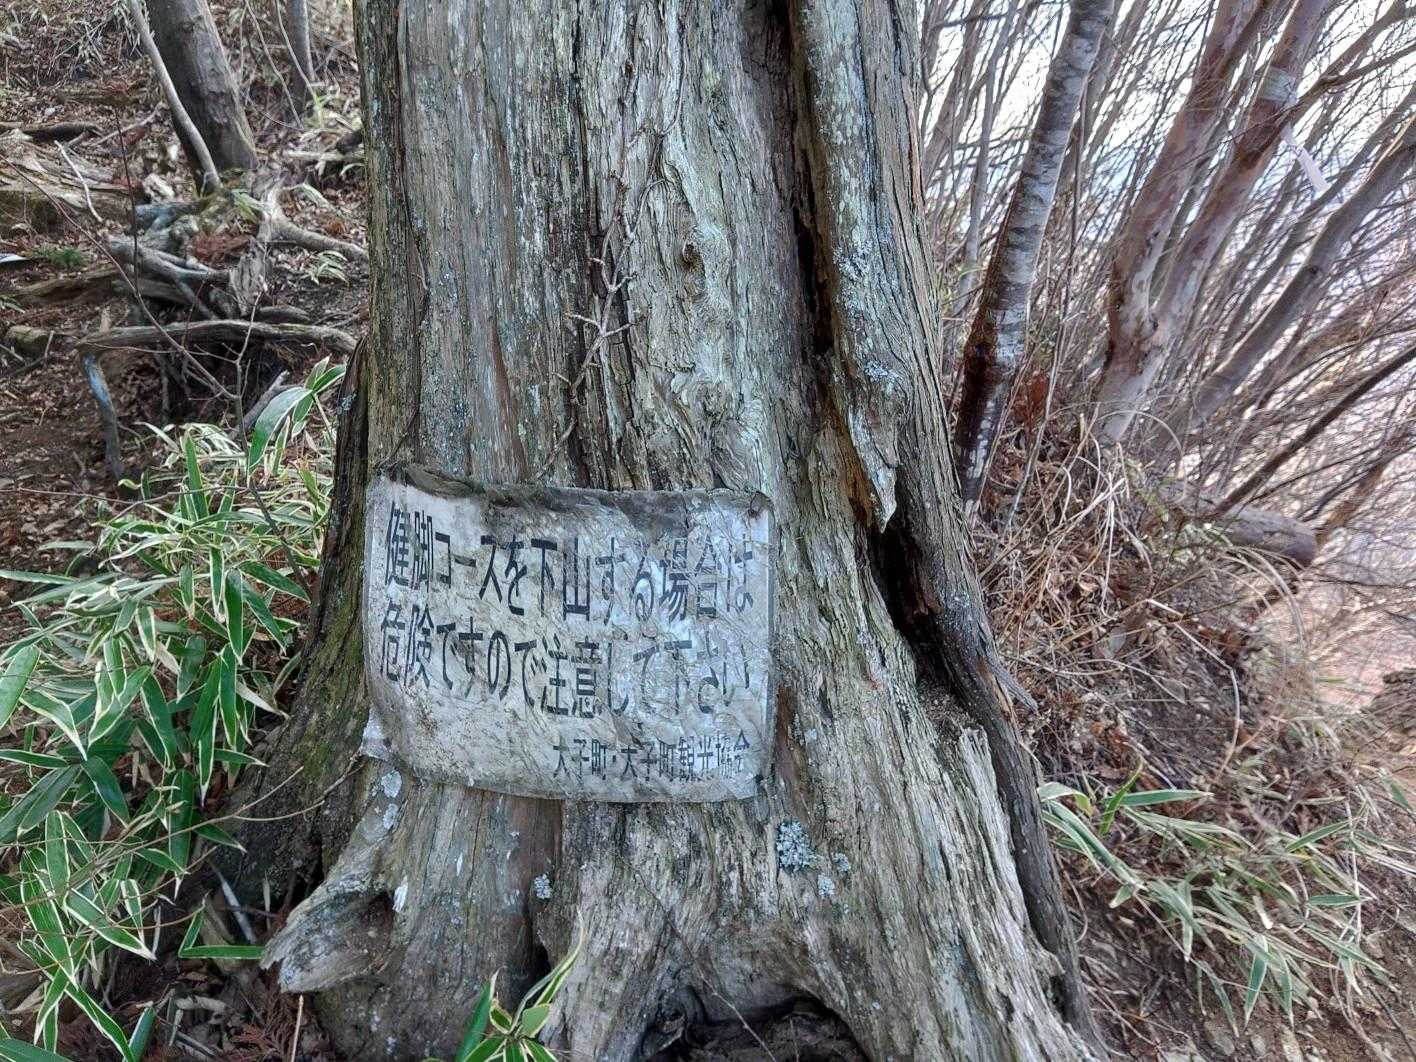 健脚コースを下山する場合は
危険ですので注意して下さい
大子町・大子町観光協会